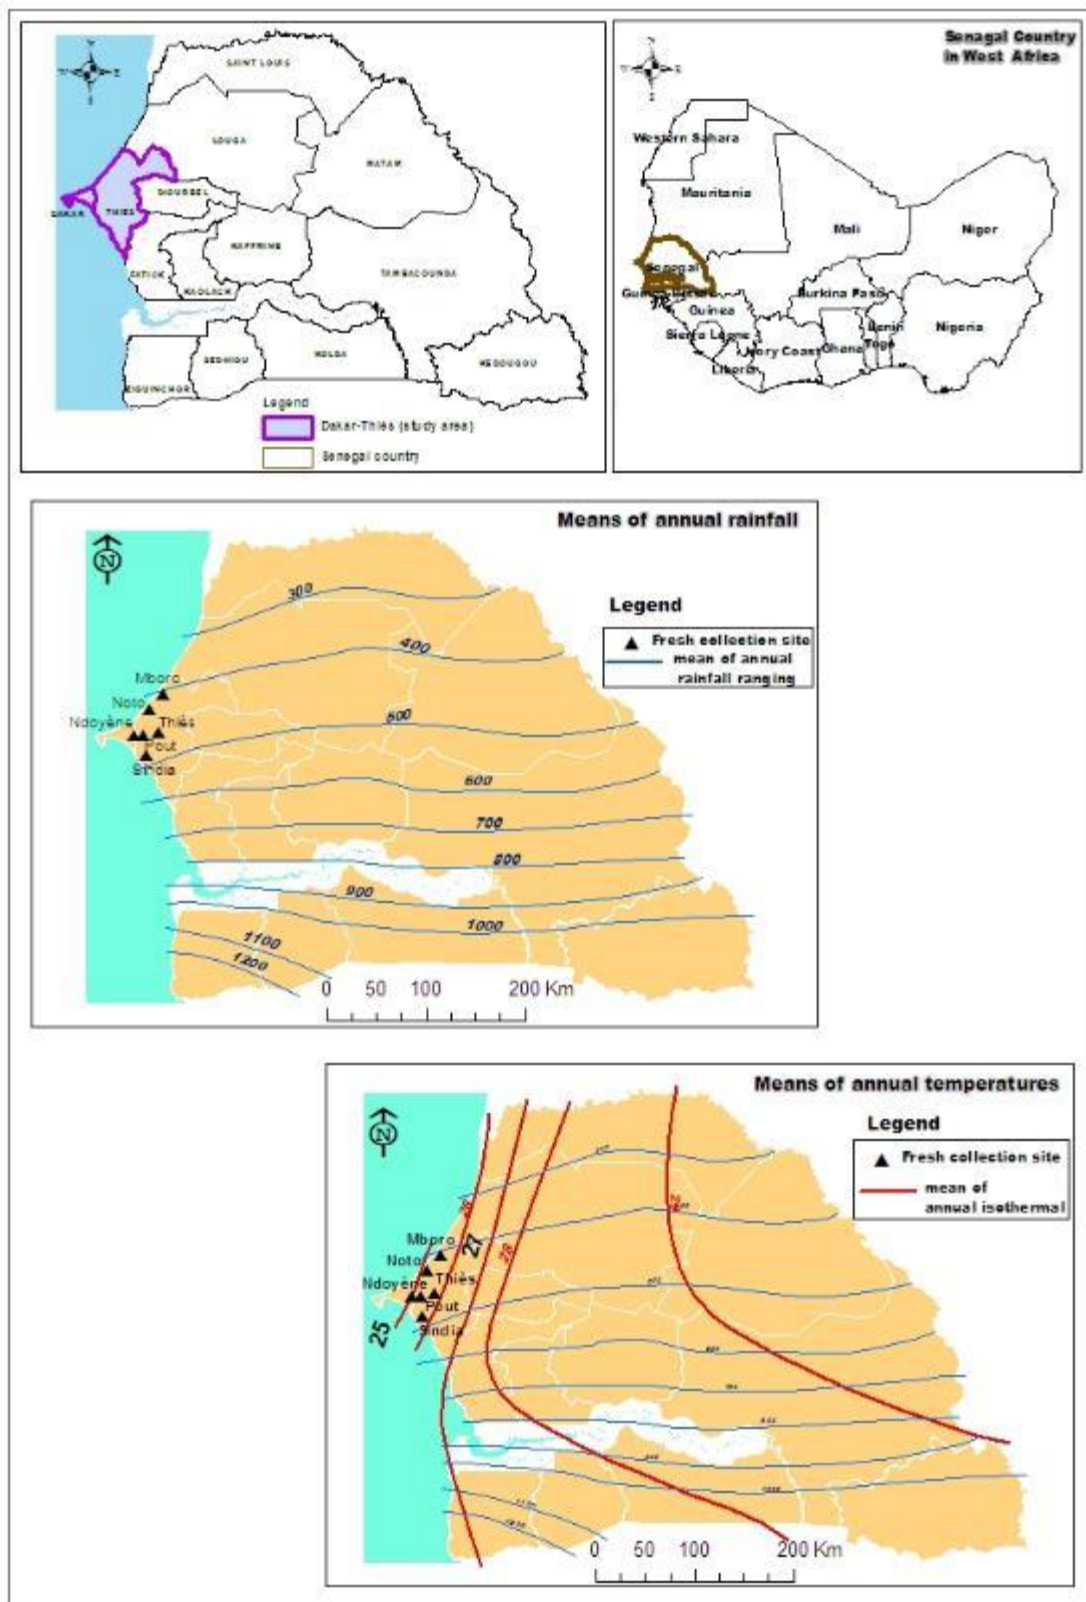 SAINT LOUIS
LOUGA
MATAM
DIOURBEL
DAKAR
THIES
KAFFRINE
FATICK
TAMBACOUNDA
KAOLACK
SEDHIOU
KOLDA
KEDOUGOU
ZIGUINCHOR
Legend
Dakar-Thiès (study area)
Senegal country
Senagal Country
in West Africa
Western Sahara
Mauritania
Mali
Niger
Senegal
Burkina Faso
Guinea
Benin
Nigeria
Sierra Leone
Ivory Coast
Ghana
Togo
Liberia
Means of annual rainfall
N
Legend
Fresh collection site
mean of annual
rainfall ranging
300
400
Mboro
Noto
Ndoyène
Thiès
500
Pout
Sindia
600
700
800
900
1000
1100
1200
0 50 100 200 Km
Means of annual temperatures
N
Legend
Fresh collection site
mean of
annual isothermal
26
27
28
Mboro
Noto
Ndoyène
Thiès
Pout
Sindia
25
0 50 100 200 Km